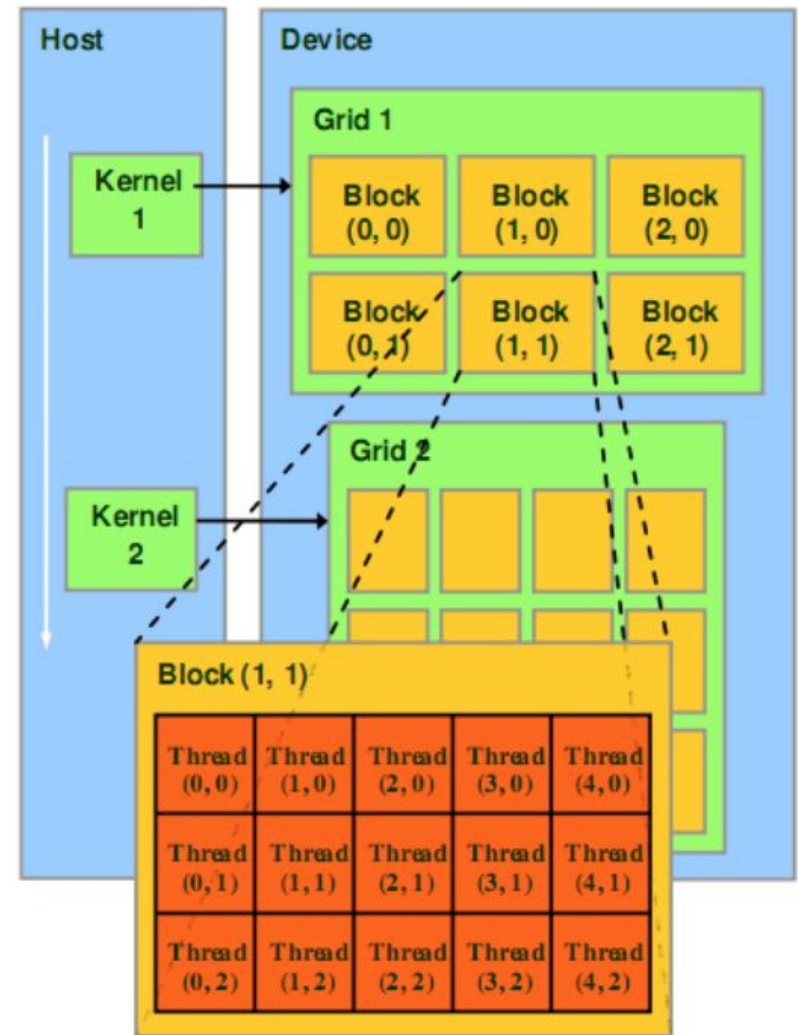 Host
Device
Grid 1
Kernel
1
Block
(0, 0)
Block
(1, 0)
Block
(2, 0)
Block
(0, 1)
Block
(1, 1)
Block
(2, 1)
Grid 2
Kernel
2
Block (1, 1)
Thread
(0, 0)
Thread
(1, 0)
Thread
(2, 0)
Thread
(3, 0)
Thread
(4, 0)
Thread
(0, 1)
Thread
(1, 1)
Thread
(2, 1)
Thread
(3, 1)
Thread
(4, 1)
Thread
(0, 2)
Thread
(1, 2)
Thread
(2, 2)
Thread
(3, 2)
Thread
(4, 2)